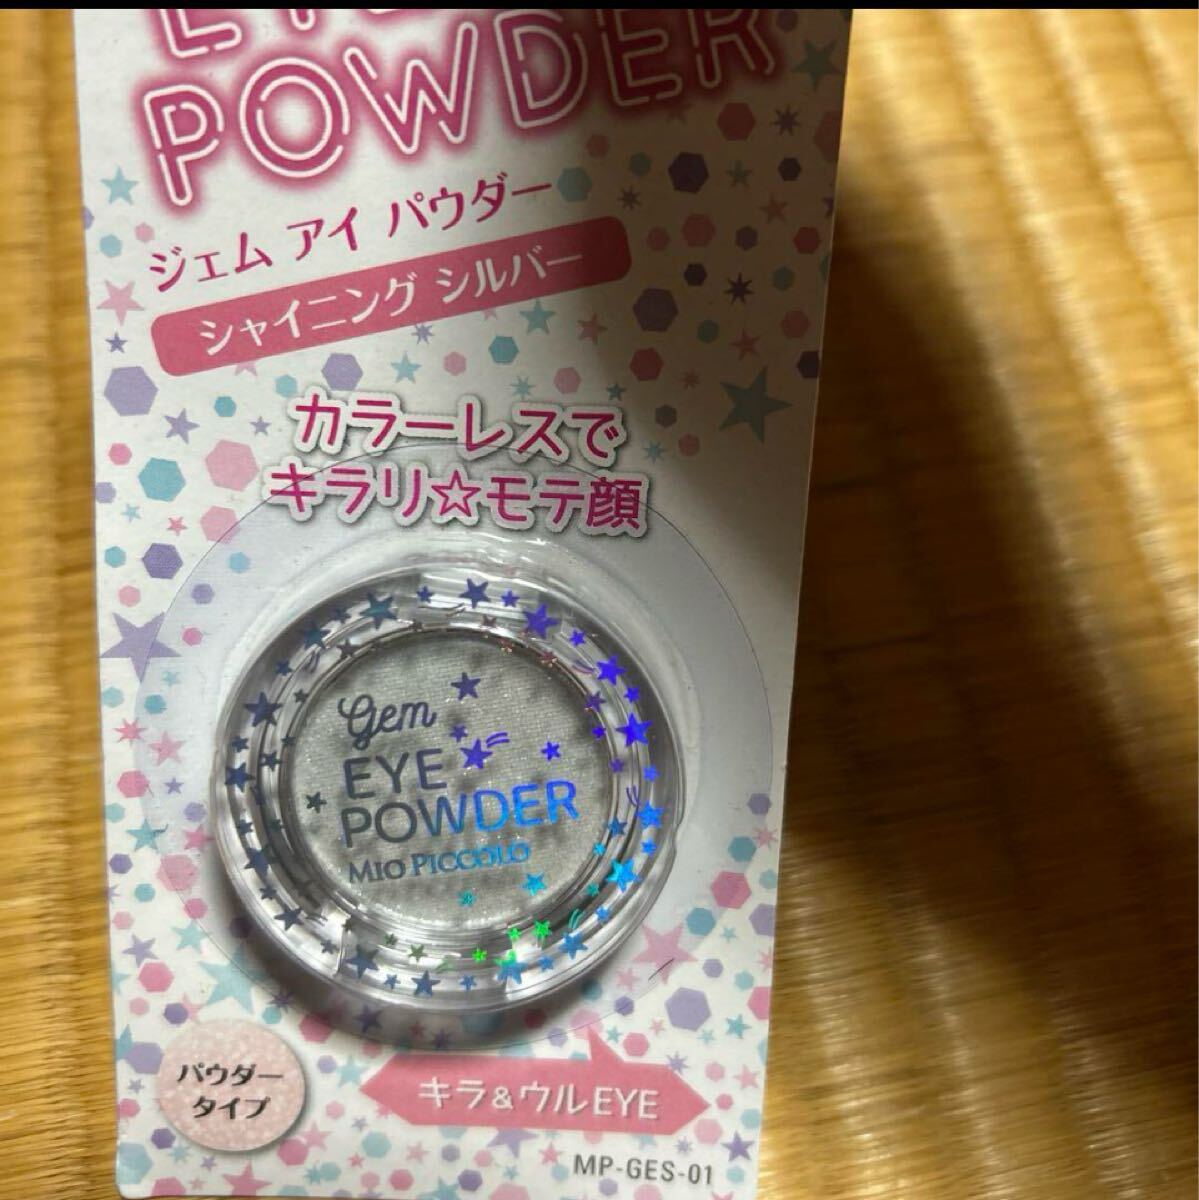 POWDER
ジェム アイ パウダー
シャイニング シルバー
カラーレスで
キラリ☆モテ顔
gem
EYE
POWDER
MIO PICCOLO
パウダー
タイプ
キラ&ウルEYE
MP-GES-01